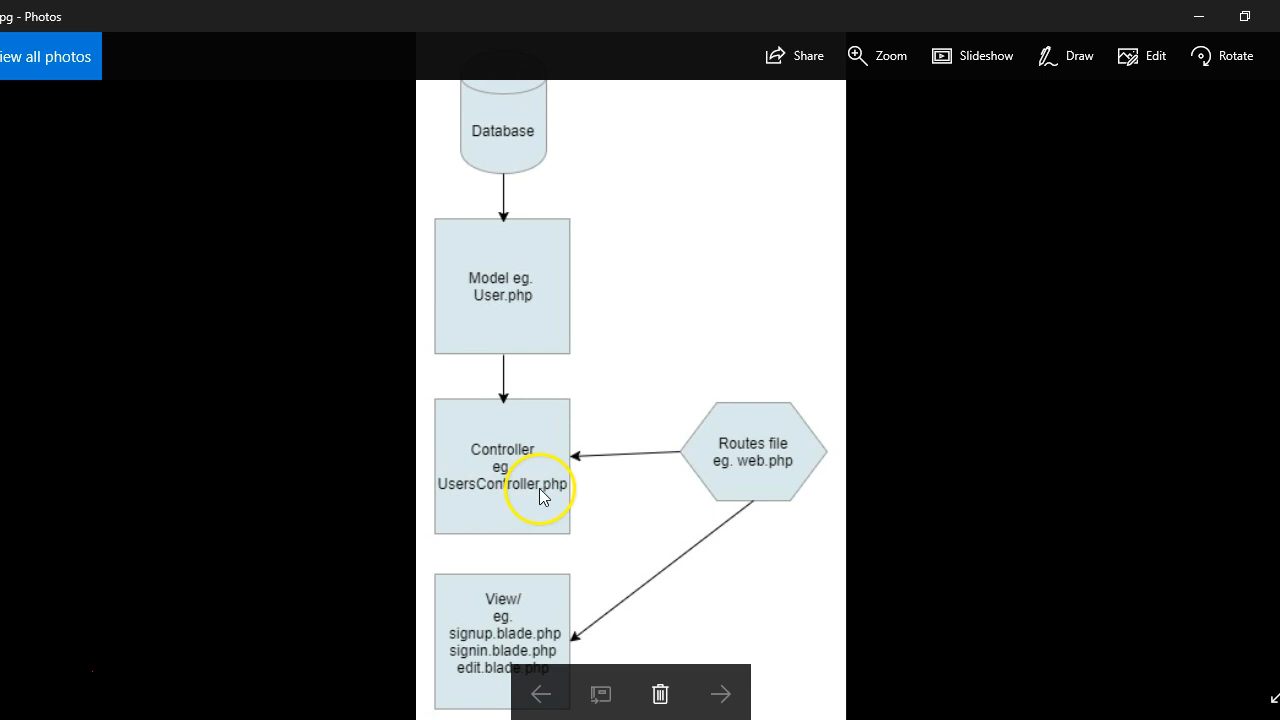 pg - Photos
iew all photos
Share
Zoom
Slideshow
Draw
Edit
Rotate
Database
Model eg.
User.php
Controller
eg
UsersController.php
Routes file
eg. web.php
View/
eg.
signup.blade.php
signin.blade.php
edit.blade.php